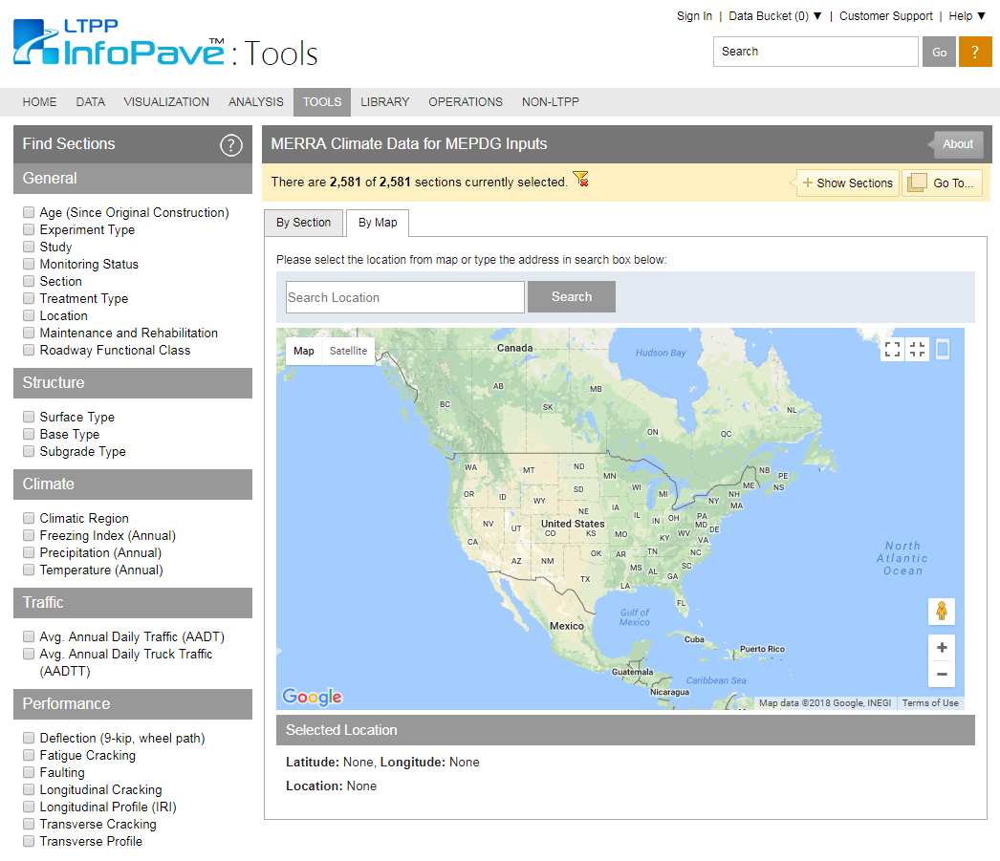 LTPP
InfoPave™ : Tools
Sign In | Data Bucket (0) ▼ | Customer Support | Help ▼
Search
Go
?
HOME
DATA
VISUALIZATION
ANALYSIS
TOOLS
LIBRARY
OPERATIONS
NON-LTPP
Find Sections
?
General
Age (Since Original Construction)
Experiment Type
Study
Monitoring Status
Section
Treatment Type
Location
Maintenance and Rehabilitation
Roadway Functional Class
Structure
Surface Type
Base Type
Subgrade Type
Climate
Climatic Region
Freezing Index (Annual)
Precipitation (Annual)
Temperature (Annual)
Traffic
Avg. Annual Daily Traffic (AADT)
Avg. Annual Daily Truck Traffic
(AADTT)
Performance
Deflection (9-kip, wheel path)
Fatigue Cracking
Faulting
Longitudinal Cracking
Longitudinal Profile (IRI)
Transverse Cracking
Transverse Profile
MERRA Climate Data for MEPDG Inputs
About
There are 2,581 of 2,581 sections currently selected.
+ Show Sections
Go To...
By Section
By Map
Please select the location from map or type the address in search box below:
Search Location
Search
Map
Satellite
Canada
Hudson Bay
AB
MB
BC
SK
NL
ON
QC
WA
MT
ND
MN
NB
PE
ME
NS
OR
ID
SD
WI
MI
NH
WY
NY
MA
IA
NE
IL
IN
OH
PA
NV
UT
United States
MD
DE
CO
KS
MO
KY
WV
VA
CA
AZ
NM
OK
AR
TN
NC
MS
AL
SC
GA
TX
LA
FL
North
Atlantic
Ocean
Gulf of
Mexico
Mexico
Cuba
Puerto Rico
Guatemala
Caribbean Sea
Nicaragua
+
−
Google
Map data ©2018 Google, INEGI
Terms of Use
Selected Location
Latitude: None, Longitude: None
Location: None